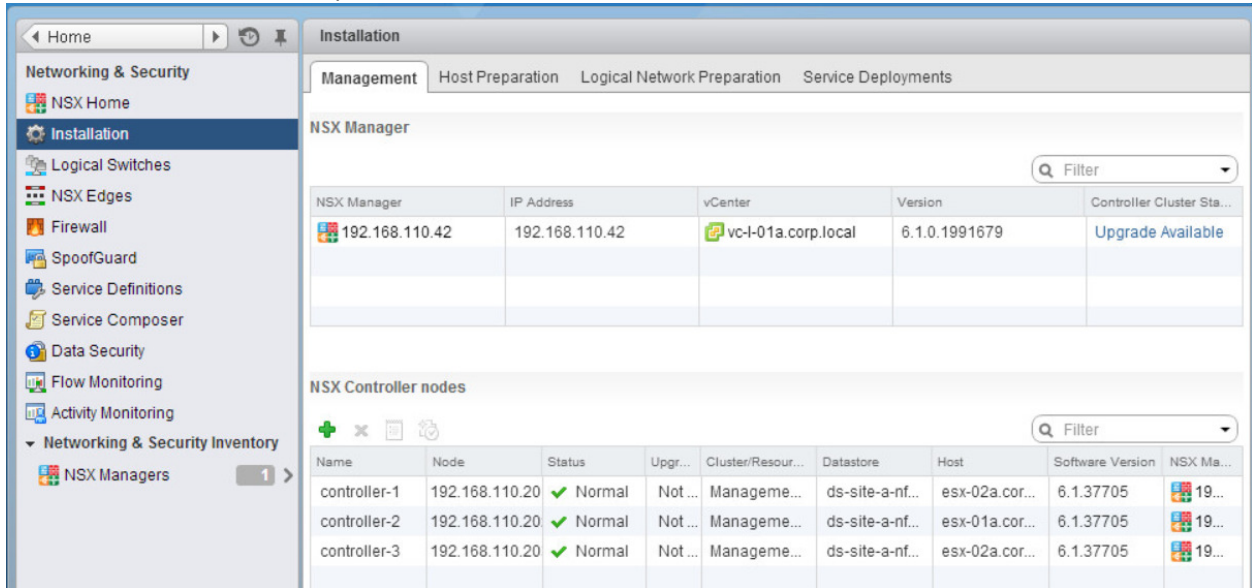 Home
Networking & Security
NSX Home
Installation
Logical Switches
NSX Edges
Firewall
SpoofGuard
Service Definitions
Service Composer
Data Security
Flow Monitoring
Activity Monitoring
Networking & Security Inventory
NSX Managers 1
Installation
Management Host Preparation Logical Network Preparation Service Deployments
NSX Manager
Filter
NSX Manager IP Address vCenter Version Controller Cluster Sta...
192.168.110.42 192.168.110.42 vc-l-01a.corp.local 6.1.0.1991679 Upgrade Available
NSX Controller nodes
Filter
Name Node Status Upgr... Cluster/Resour... Datastore Host Software Version NSX Ma...
controller-1 192.168.110.20 Normal Not ... Manageme... ds-site-a-nf... esx-02a.cor... 6.1.37705 19...
controller-2 192.168.110.20 Normal Not ... Manageme... ds-site-a-nf... esx-01a.cor... 6.1.37705 19...
controller-3 192.168.110.20 Normal Not ... Manageme... ds-site-a-nf... esx-02a.cor... 6.1.37705 19...